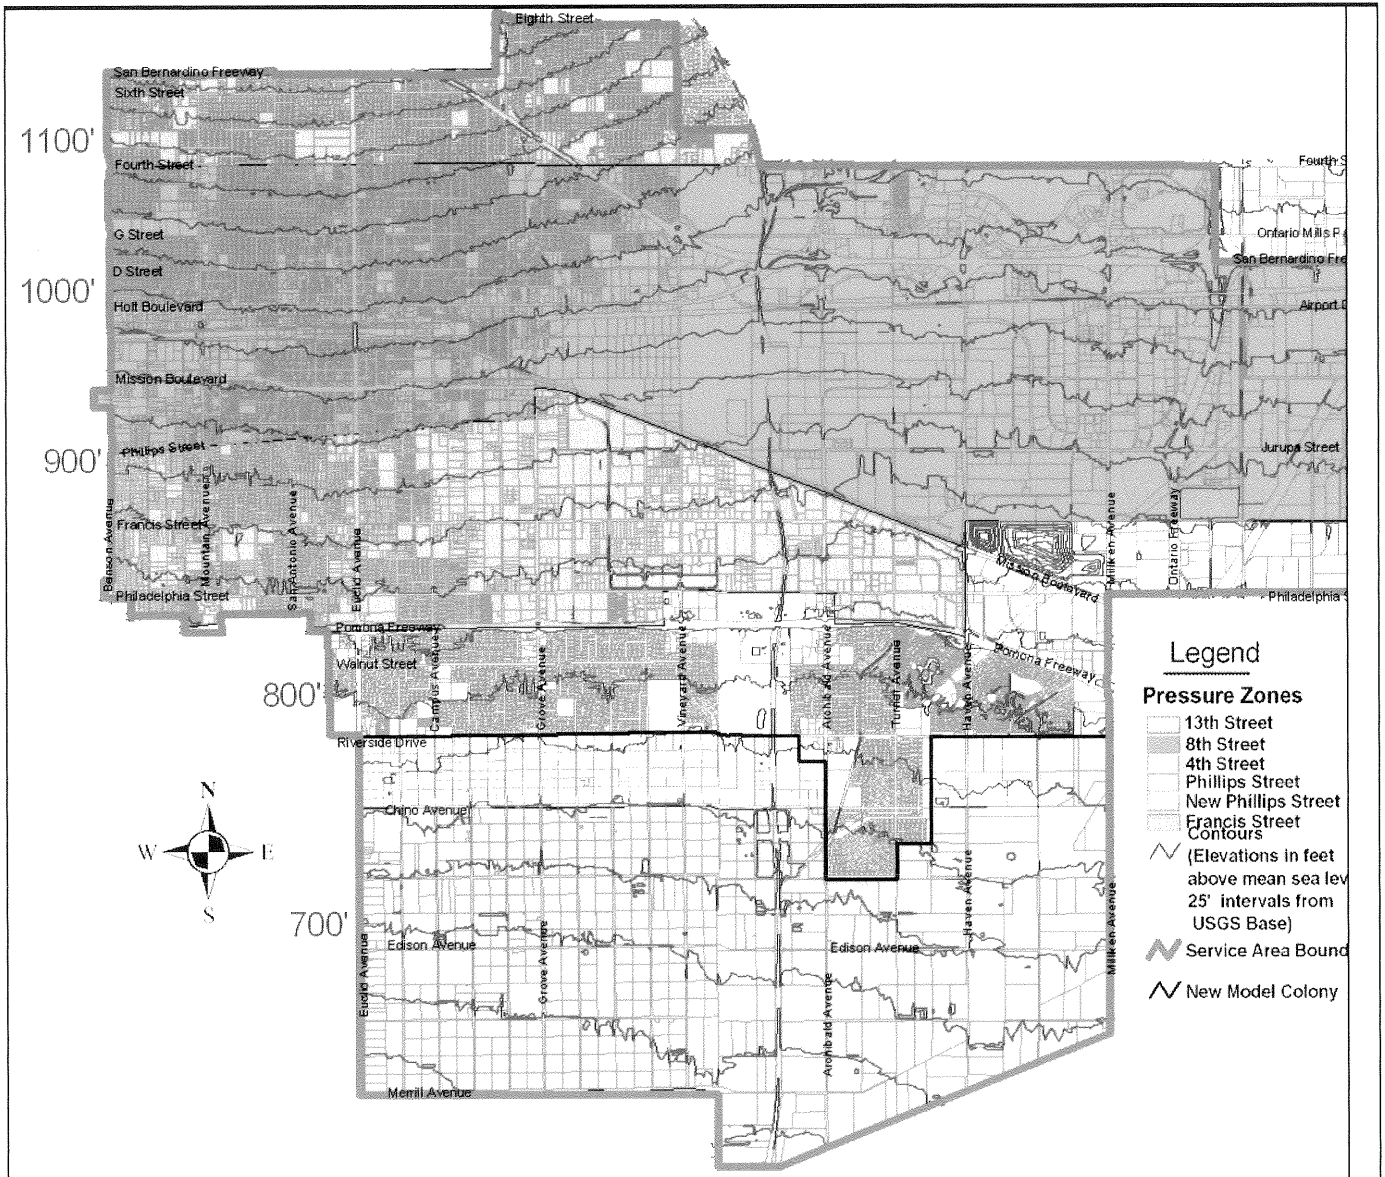 Eighth Street
San Bernardino Freeway
Sixth Street
1100'
Fourth Street
Fourth S
G Street
Ontario Mills P
D Street
San Bernardino Fre
1000'
Holt Boulevard
Airport D
Mission Boulevard
Phillips Street
Jurupa Street
900'
Benson Avenue
Mountain Avenue
San Antonio Avenue
Euclid Avenue
Milliken Avenue
Ontario Freeway
Francis Street
Mission Boulevard
Philadelphia Street
Philadelphia S
Pomona Freeway
Pomona Freeway
Walnut Street
Campus Avenue
Grove Avenue
Vineyard Avenue
Archibald Avenue
Turner Avenue
Haven Avenue
800'
Riverside Drive
Legend
Pressure Zones
13th Street
8th Street
4th Street
Phillips Street
New Phillips Street
Francis Street
Contours
(Elevations in feet
above mean sea lev
25' intervals from
USGS Base)
Service Area Bound
New Model Colony
N
W
E
S
Chino Avenue
Haven Avenue
Milliken Avenue
700'
Edison Avenue
Edison Avenue
Euclid Avenue
Grove Avenue
Archibald Avenue
Merrill Avenue